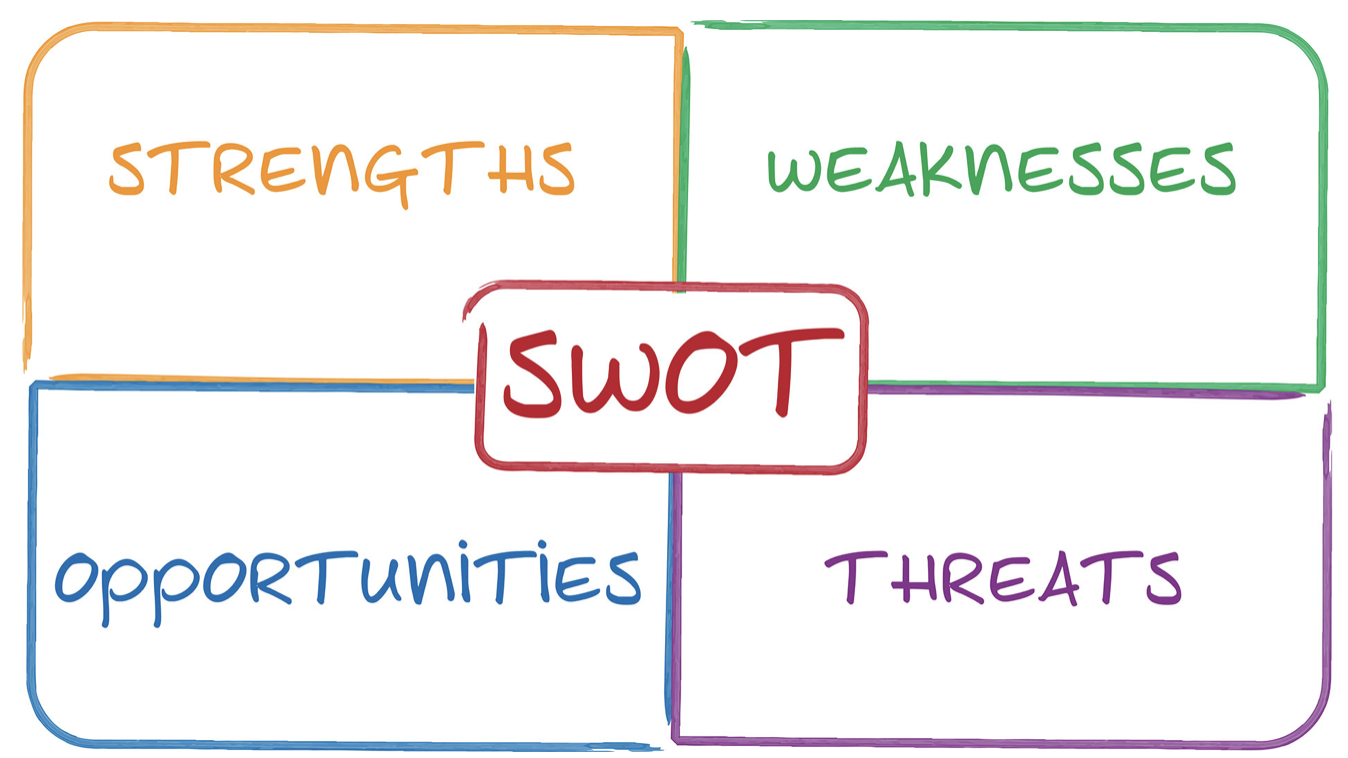 STRENGTHS
WEAKNESSES
SWOT
OPPORTUNITIES
THREATS